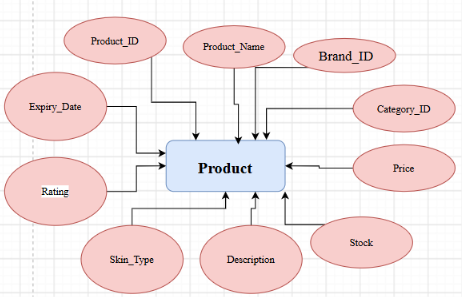 Product_ID
Product_Name
Brand_ID
Expiry_Date
Category_ID
Product
Price
Rating
Stock
Skin_Type
Description